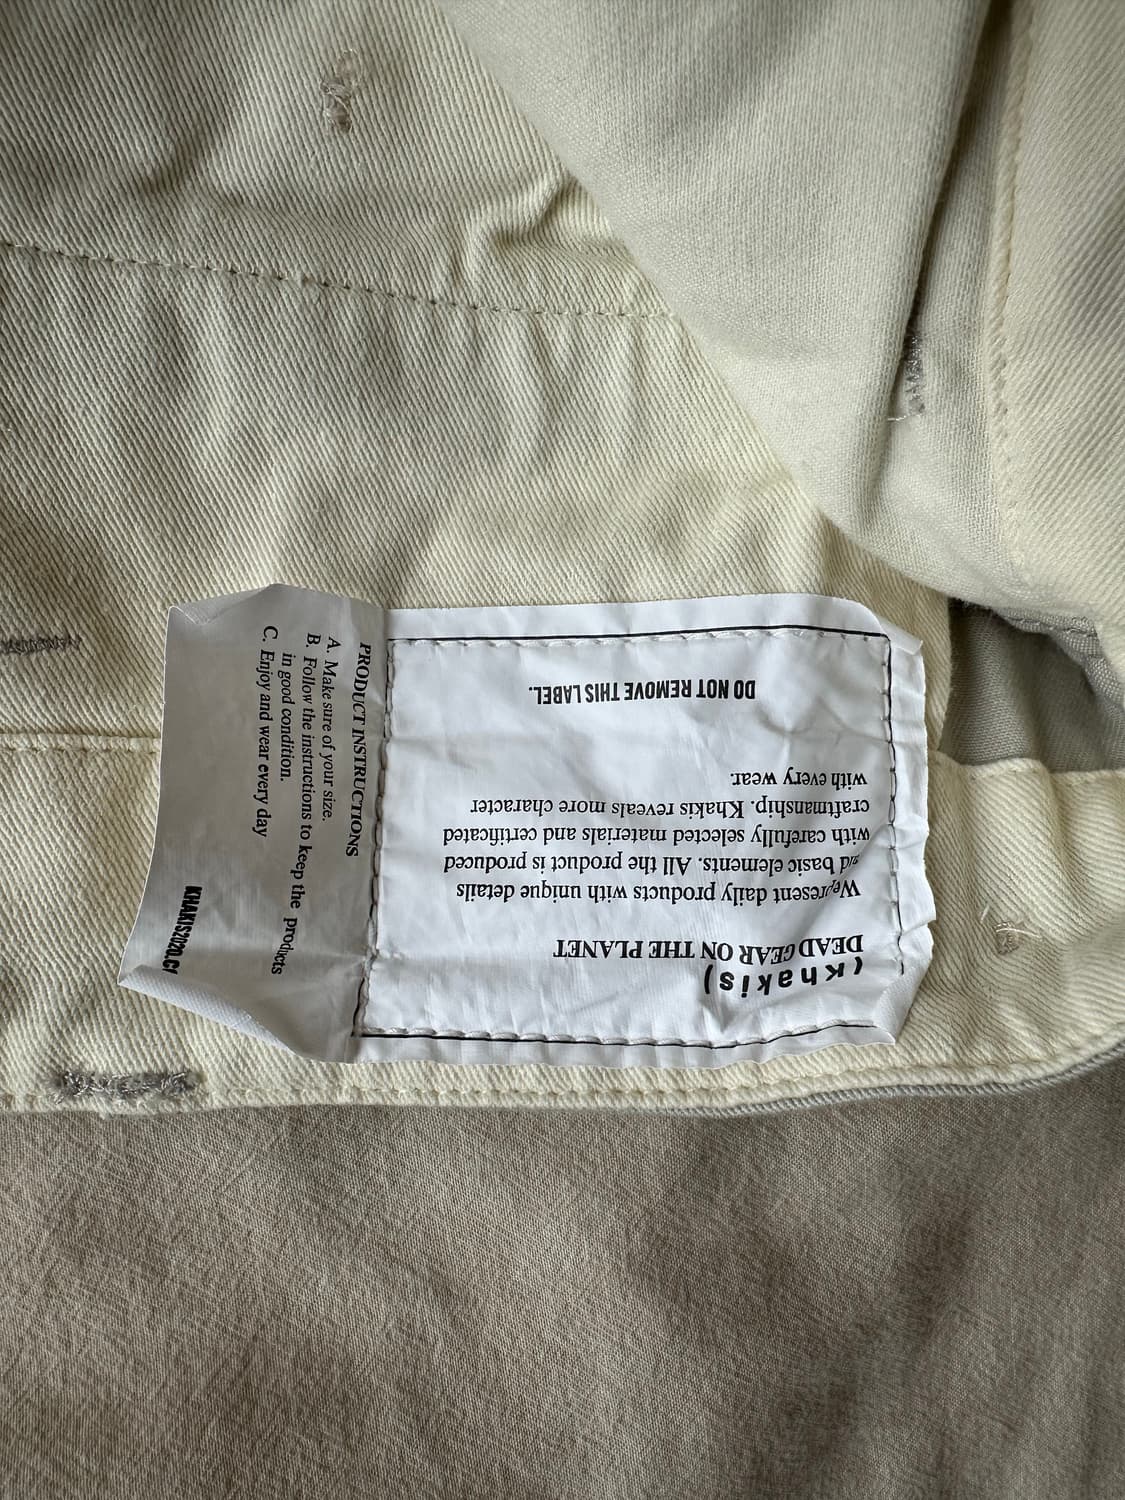 (Khakis)
DEAD GEAR ON THE PLANET
We present daily products with unique details
and basic elements. All the product is produced
with carefully selected materials and certificated
craftmanship. Khakis reveals more character
with every wear.
DO NOT REMOVE THIS LABEL.
PRODUCT INSTRUCTIONS
A. Make sure of your size.
B. Follow the instructions to keep the products
in good condition.
C. Enjoy and wear every day